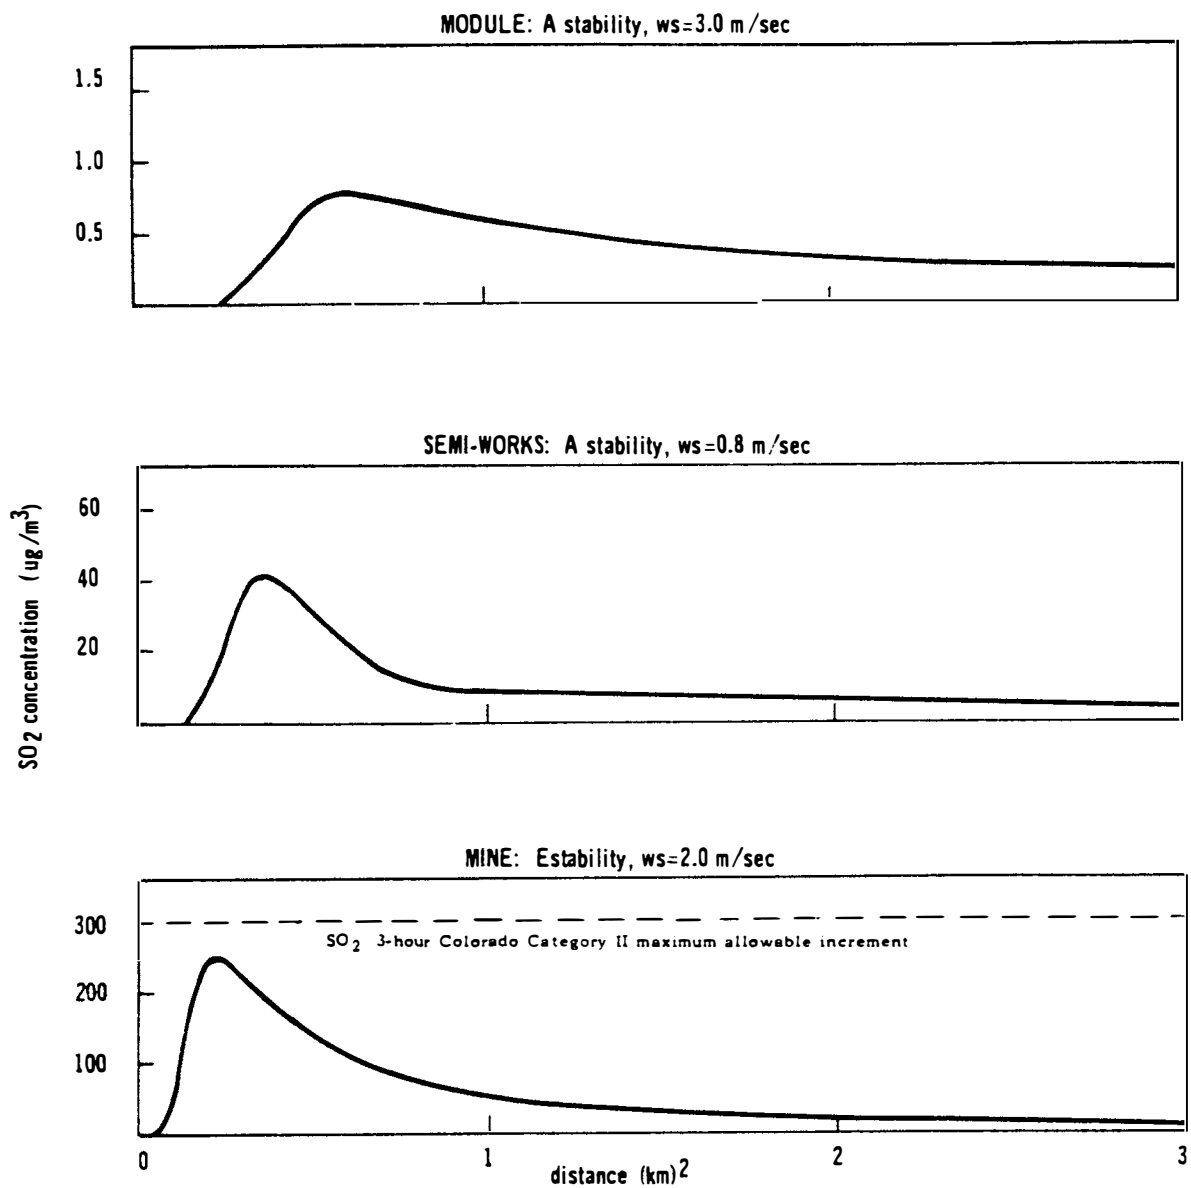 MODULE: A stability, ws=3.0 m/sec
1.5
1.0
0.5
SEMI-WORKS: A stability, ws=0.8 m/sec
SO2 concentration (ug/m3)
60
40
20
MINE: Estability, ws=2.0 m/sec
300
SO2 3-hour Colorado Category II maximum allowable increment
200
100
0 1 2 3
distance (km)2